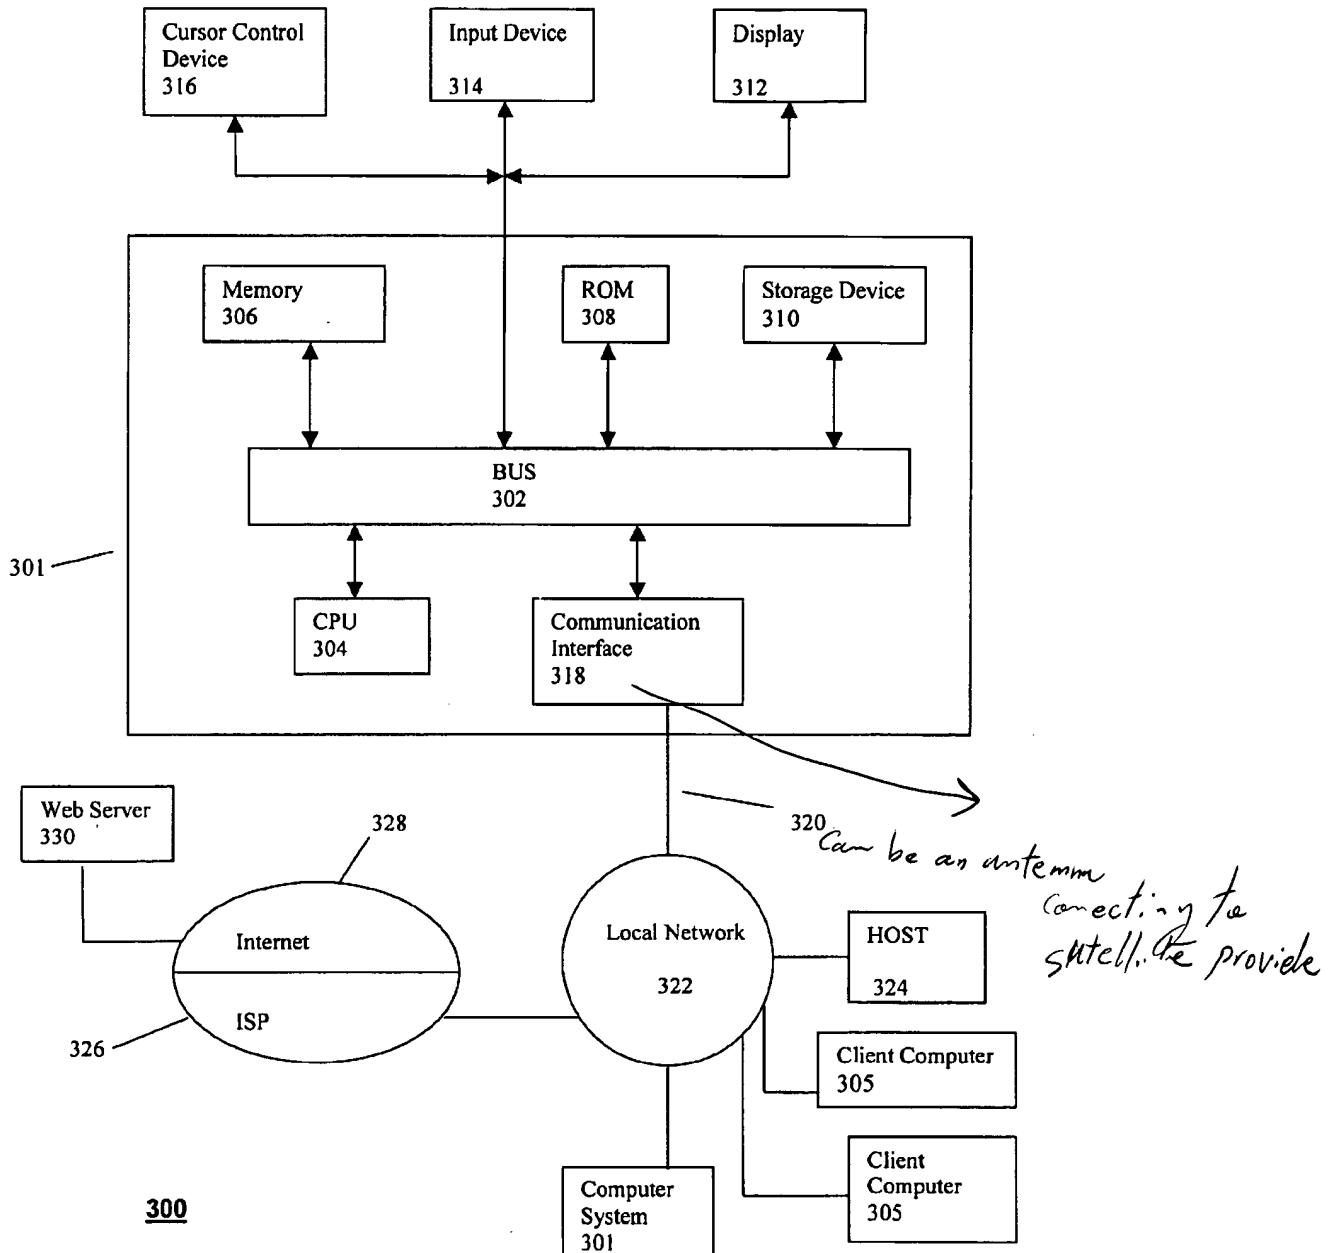 Cursor Control
Device
316
Input Device
314
Display
312
Memory
306
ROM
308
Storage Device
310
BUS
302
301
CPU
304
Communication
Interface
318
Web Server
330
328
320
Can be an antemm
conecting to
satellite provide
Internet
ISP
326
Local Network
322
HOST
324
Client Computer
305
Client
Computer
305
Computer
System
301
300